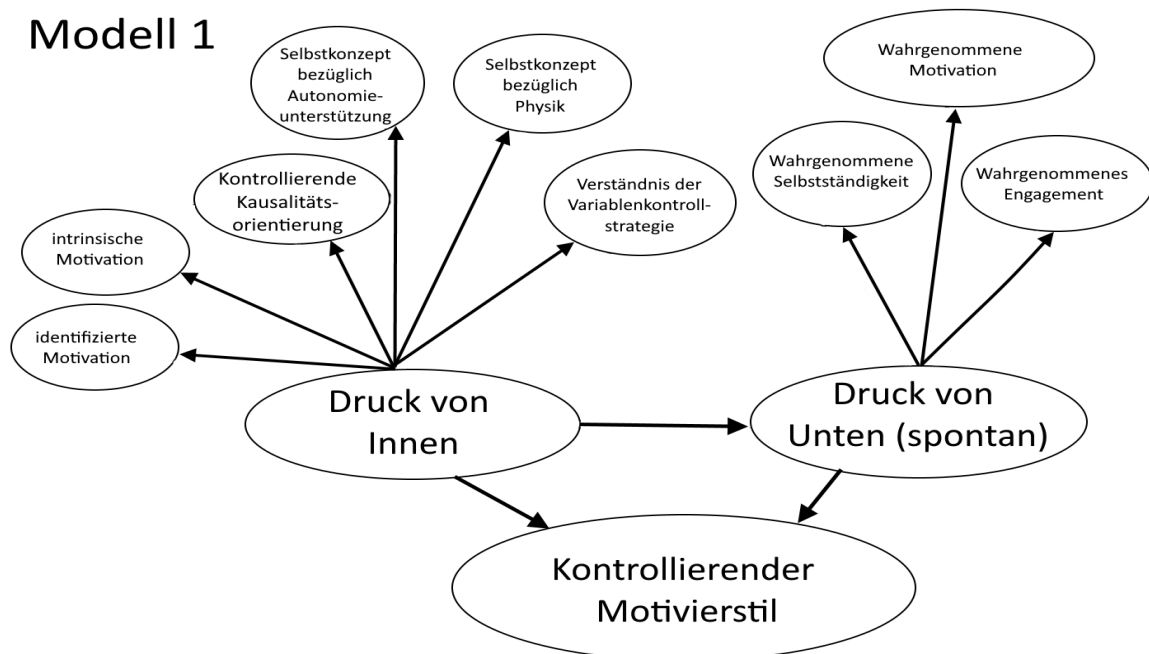 Modell 1
Selbstkonzept
bezüglich
Autonomie-
unterstützung
Selbstkonzept
bezüglich
Physik
Kontrollierende
Kausalitäts-
orientierung
Verständnis der
Variablenkontroll-
strategie
intrinsische
Motivation
identifizierte
Motivation
Wahrgenommene
Motivation
Wahrgenommene
Selbstständigkeit
Wahrgenommenes
Engagement
Druck von
Innen
Druck von
Unten (spontan)
Kontrollierender
Motivierstil